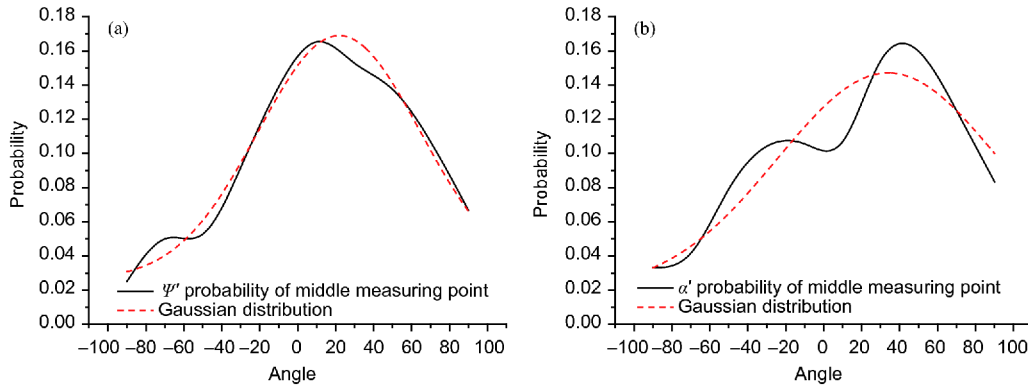 (a)
0.18
0.16
0.14
0.12
0.10
0.08
0.06
0.04
0.02
0.00
Probability
Ψ′ probability of middle measuring point
Gaussian distribution
−100 −80 −60 −40 −20 0 20 40 60 80 100
Angle
(b)
0.18
0.16
0.14
0.12
0.10
0.08
0.06
0.04
0.02
0.00
Probability
α′ probability of middle measuring point
Gaussian distribution
−100 −80 −60 −40 −20 0 20 40 60 80 100
Angle